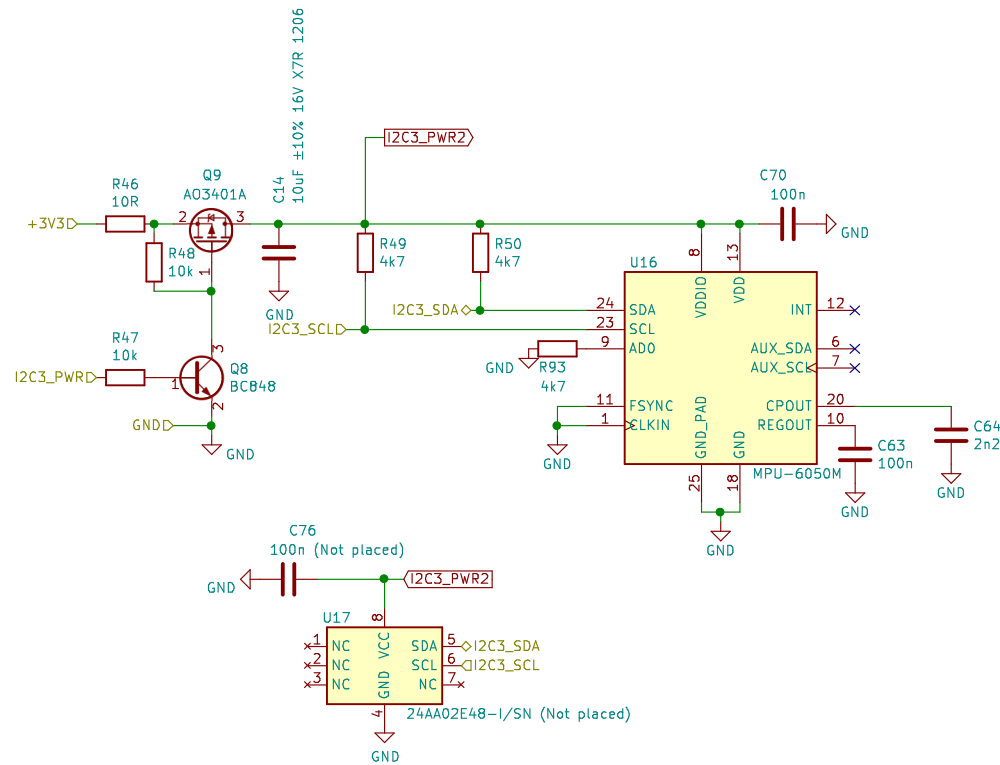 10uF ±10% 16V X7R 1206
C14
I2C3_PWR2
Q9
AO3401A
R46
10R
+3V3
2
3
1
R48
10k
GND
R49
4k7
R50
4k7
C70
100n
GND
I2C3_SDA
I2C3_SCL
U16
8
VDDIO
13
VDD
24
SDA
23
SCL
9
AD0
11
FSYNC
1
CLKIN
INT
12
AUX_SDA
6
AUX_SCL
7
CPOUT
20
REGOUT
10
GND_PAD
25
GND
18
MPU-6050M
GND
R93
4k7
GND
GND
C64
2n2
GND
C63
100n
GND
R47
10k
I2C3_PWR
1
3
2
Q8
BC848
GND
GND
C76
100n (Not placed)
GND
I2C3_PWR2
U17
8
VCC
1
NC
2
NC
3
NC
SDA
5
I2C3_SDA
SCL
6
I2C3_SCL
NC
7
GND
4
24AA02E48-I/SN (Not placed)
GND